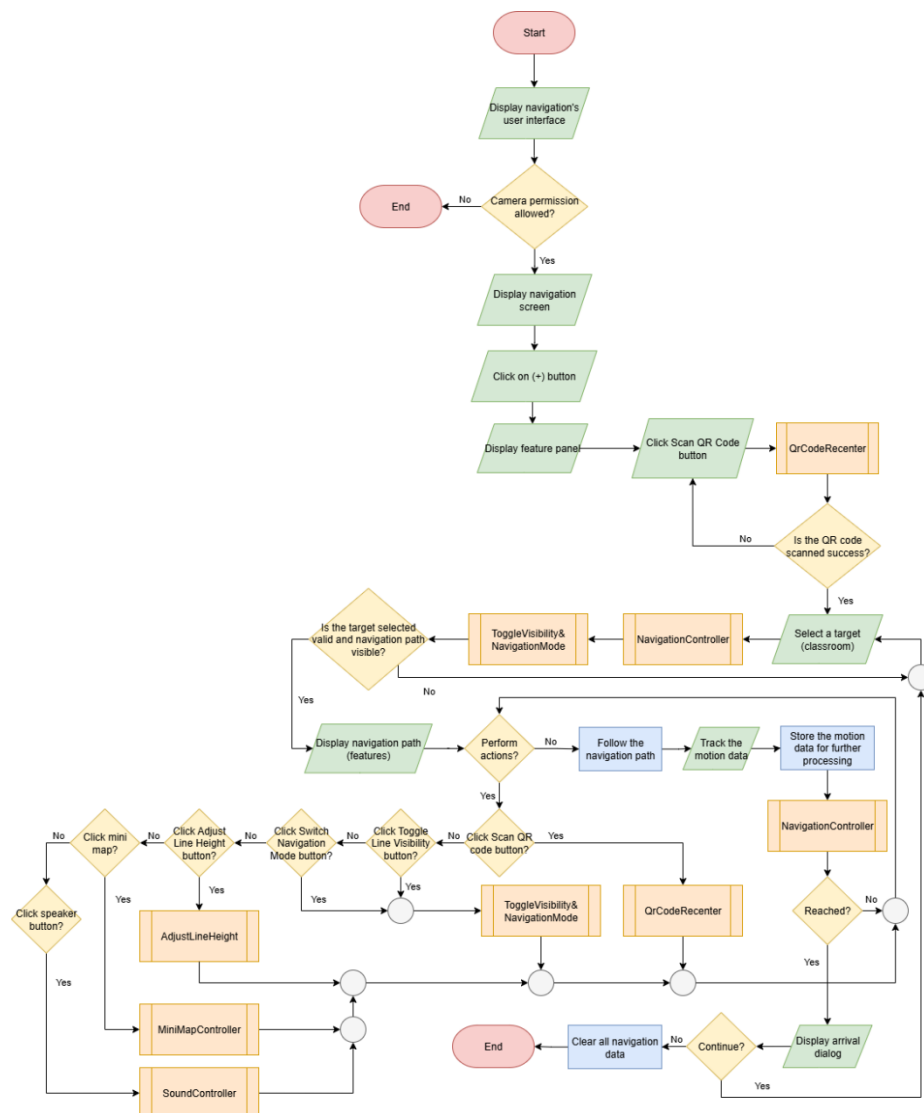 Start
Display navigation's
user interface
Camera permission
allowed?
No
End
Yes
Display navigation
screen
Click on (+) button
Display feature panel
Click Scan QR Code
button
QrCodeRecenter
Is the QR code
scanned success?
No
Yes
Select a target
(classroom)
NavigationController
ToggleVisibility&
NavigationMode
Is the target selected
valid and navigation path
visible?
No
Yes
Display navigation path
(features)
Perform
actions?
No
Follow the
navigation path
Track the
motion data
Store the motion
data for further
processing
NavigationController
Reached?
No
Yes
Yes
Click Scan QR
code button?
Yes
No
Click Toggle
Line Visibility
button?
No
Yes
Click Switch
Navigation
Mode button?
No
Yes
Click Adjust
Line Height
button?
No
Yes
Click mini
map?
No
Yes
Click speaker
button?
Yes
ToggleVisibility&
NavigationMode
QrCodeRecenter
AdjustLineHeight
MiniMapController
SoundController
Display arrival
dialog
Continue?
No
Yes
Clear all navigation
data
End